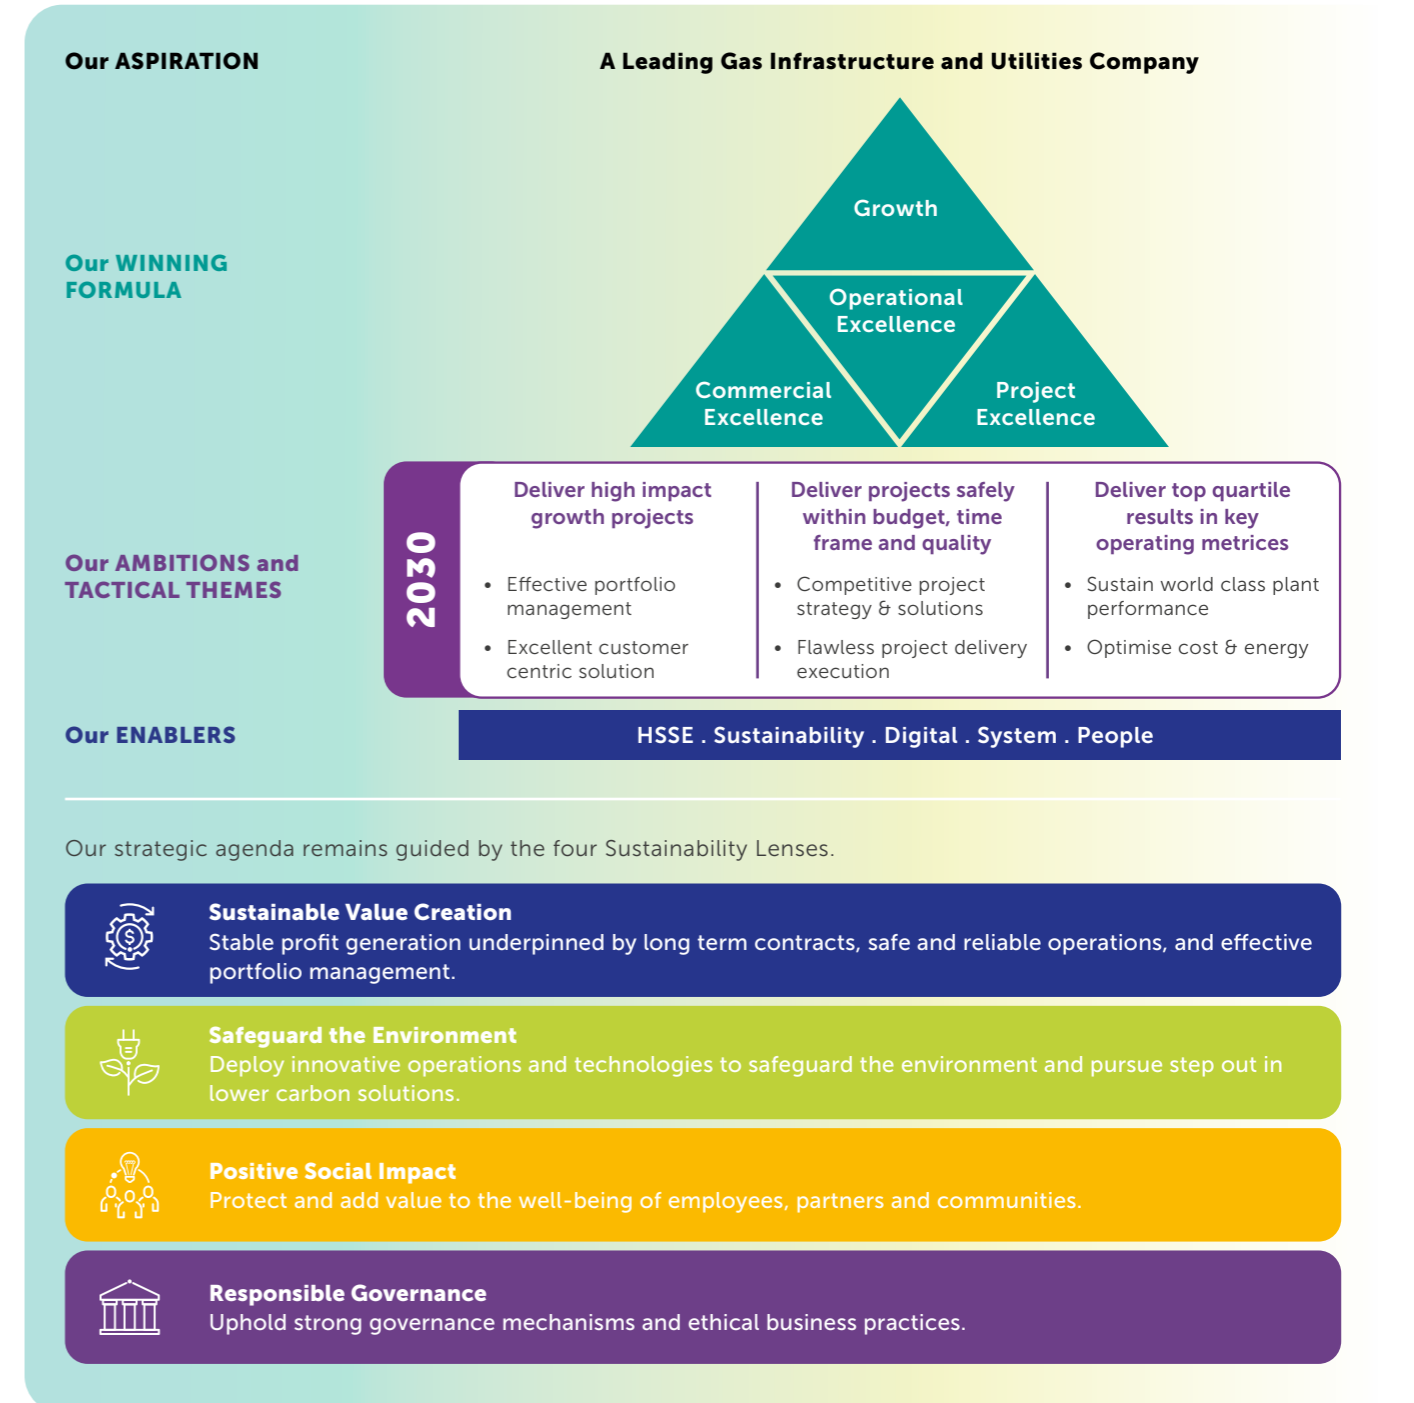 Our ASPIRATION
A Leading Gas Infrastructure and Utilities Company
Our WINNING
FORMULA
Growth
Operational
Excellence
Commercial
Excellence
Project
Excellence
Our AMBITIONS and
TACTICAL THEMES
2030
Deliver high impact
growth projects
• Effective portfolio
management
• Excellent customer
centric solution
Deliver projects safely
within budget, time
frame and quality
• Competitive project
strategy & solutions
• Flawless project delivery
execution
Deliver top quartile
results in key
operating metrices
• Sustain world class plant
performance
• Optimise cost & energy
Our ENABLERS
HSSE . Sustainability . Digital . System . People
Our strategic agenda remains guided by the four Sustainability Lenses.
Sustainable Value Creation
Stable profit generation underpinned by long term contracts, safe and reliable operations, and effective
portfolio management.
Safeguard the Environment
Deploy innovative operations and technologies to safeguard the environment and pursue step out in
lower carbon solutions.
Positive Social Impact
Protect and add value to the well-being of employees, partners and communities.
Responsible Governance
Uphold strong governance mechanisms and ethical business practices.